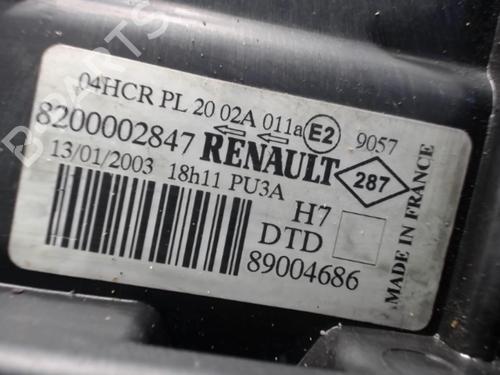 04HCR PL 20 02A 011a E2 9057
8200002847 RENAULT 287
13/01/2003 18h11 PU3A
H7
DTD
89004686
MADE IN FRANCE
B-PARTS